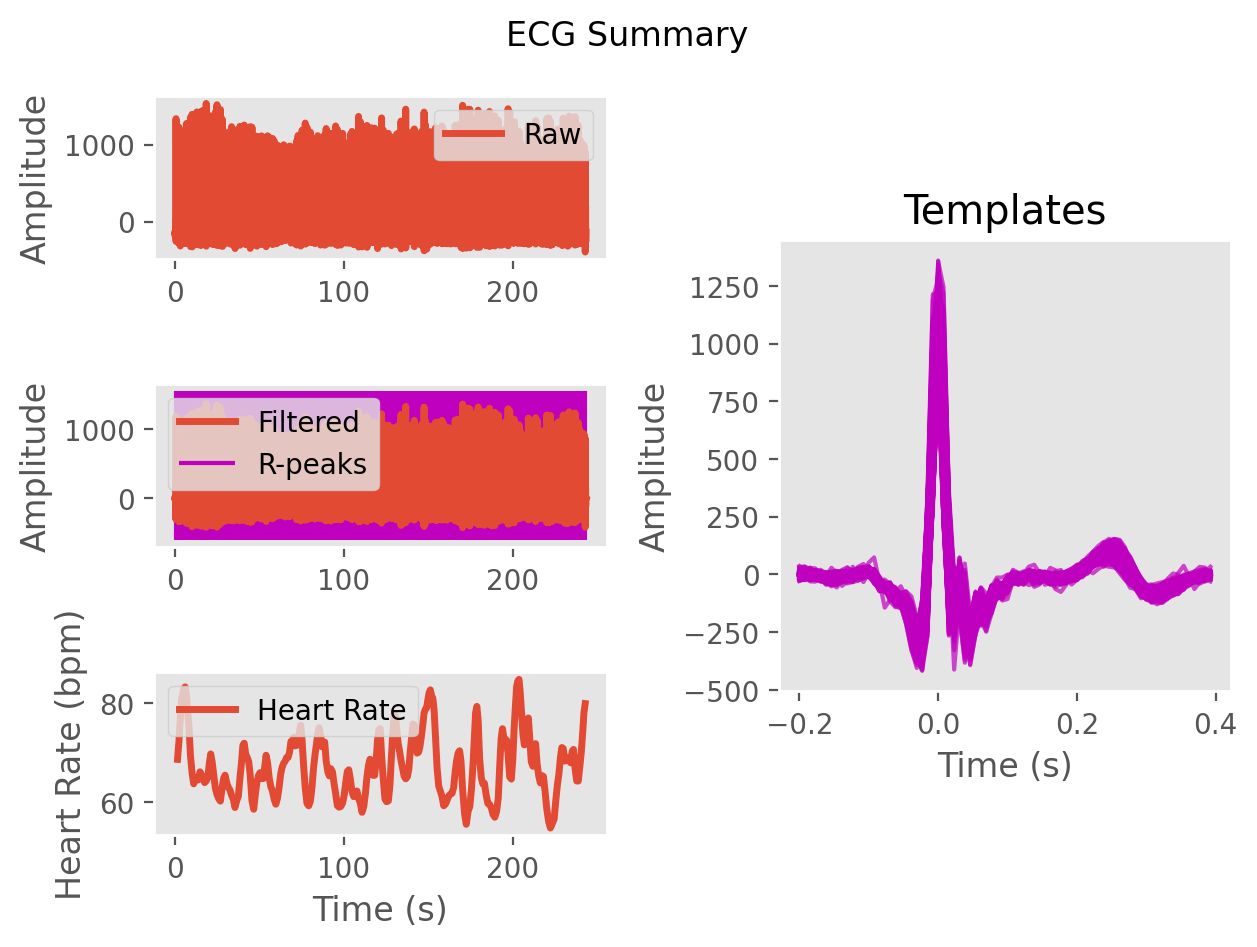 ECG Summary
Amplitude
1000
0
Raw
0 100 200
Amplitude
1000
0
Filtered
R-peaks
0 100 200
Heart Rate (bpm)
80
60
Heart Rate
0 100 200
Time (s)
Templates
Amplitude
1250
1000
750
500
250
0
−250
−500
−0.2 0.0 0.2 0.4
Time (s)